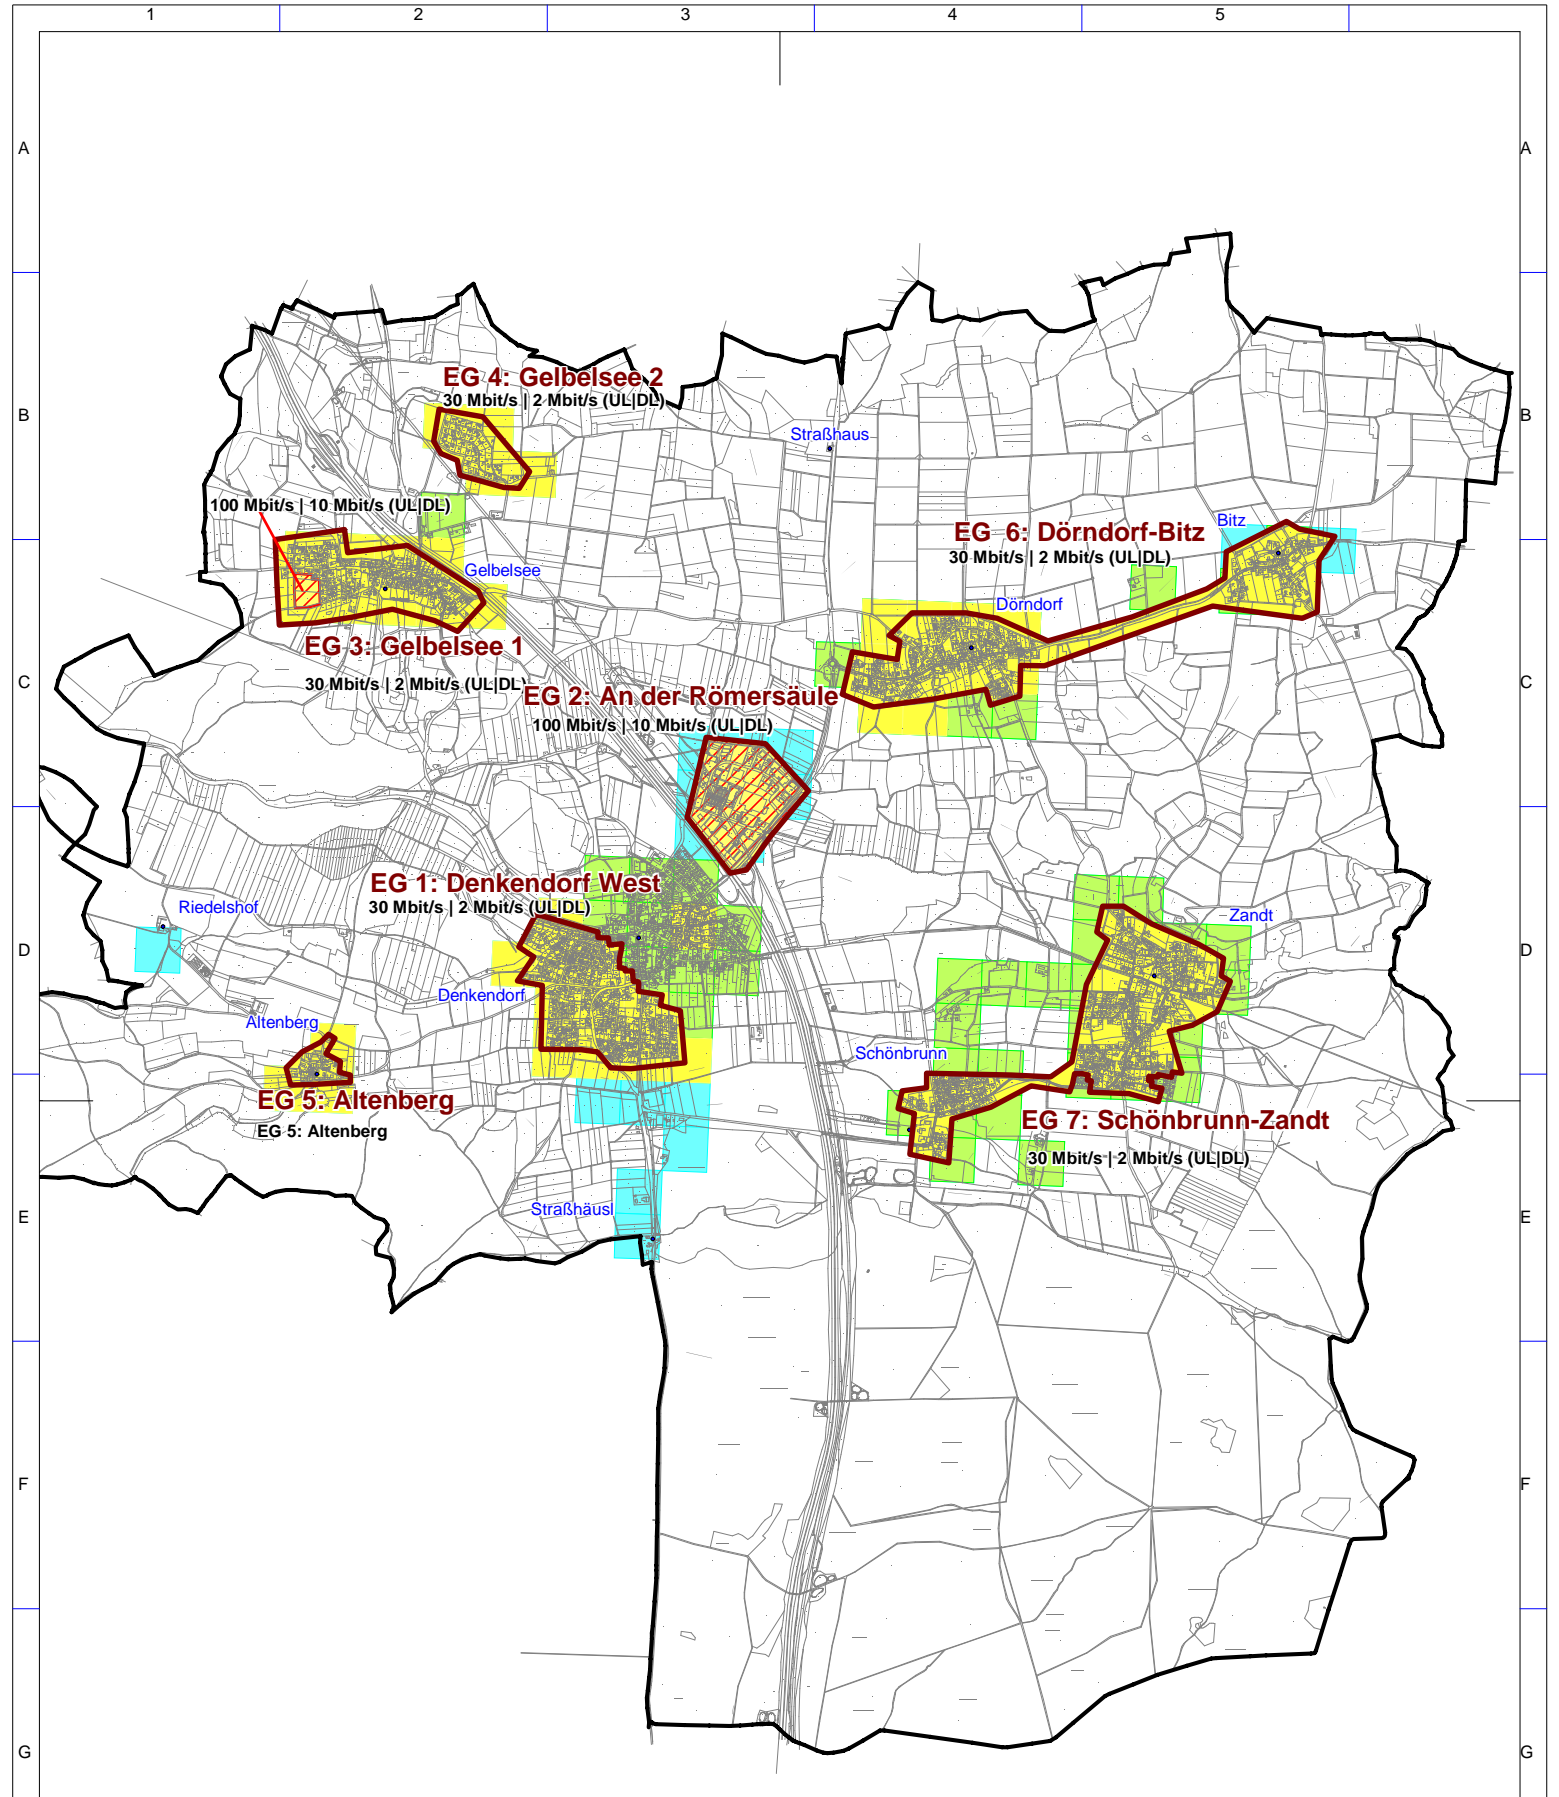 1 2 3 4 5
A A
EG 4: Gelbelsee 2
30 Mbit/s | 2 Mbit/s (UL|DL)
B B
Straßhaus
100 Mbit/s | 10 Mbit/s (UL|DL)
Bitz
EG 6: Dörndorf-Bitz
30 Mbit/s | 2 Mbit/s (UL|DL)
Gelbelsee
Dörndorf
EG 3: Gelbelsee 1
30 Mbit/s | 2 Mbit/s (UL|DL)
C C
EG 2: An der Römersäule
100 Mbit/s | 10 Mbit/s (UL|DL)
EG 1: Denkendorf West
30 Mbit/s | 2 Mbit/s (UL|DL)
Riedelshof
Zandt
D D
Denkendorf
Altenberg
Schönbrunn
EG 5: Altenberg
EG 5: Altenberg
EG 7: Schönbrunn-Zandt
30 Mbit/s | 2 Mbit/s (UL|DL)
Straßhäusl
E E
F F
G G